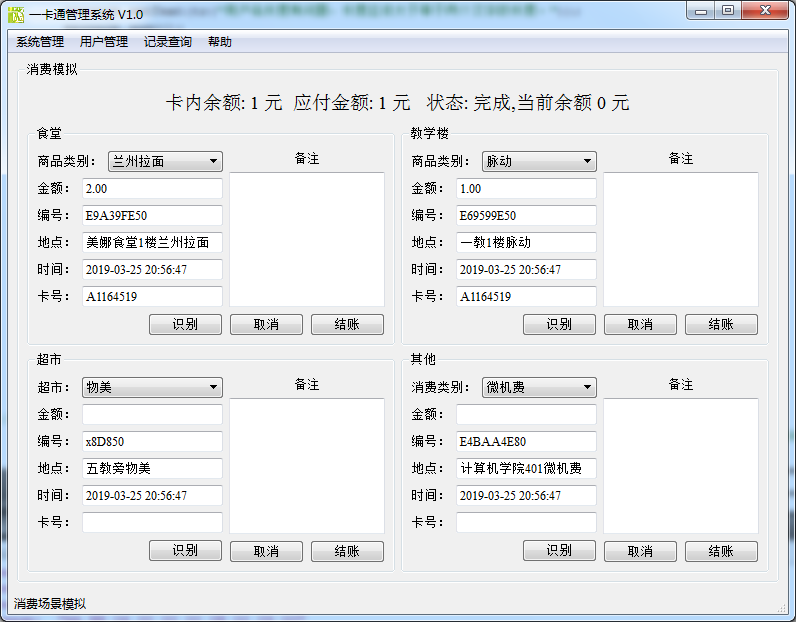 一卡通管理系统 V1.0
系统管理 用户管理 记录查询 帮助
消费模拟
卡内余额: 1 元 应付金额: 1 元 状态: 完成,当前余额 0 元
食堂
商品类别: 兰州拉面 备注
金额: 2.00
编号: E9A39FE50
地点: 美娜食堂1楼兰州拉面
时间: 2019-03-25 20:56:47
卡号: A1164519
识别 取消 结账
教学楼
商品类别: 脉动 备注
金额: 1.00
编号: E69599E50
地点: 一教1楼脉动
时间: 2019-03-25 20:56:47
卡号: A1164519
识别 取消 结账
超市
超市: 物美 备注
金额:
编号: x8D850
地点: 五教旁物美
时间: 2019-03-25 20:56:47
卡号:
识别 取消 结账
其他
消费类别: 微机费 备注
金额:
编号: E4BAA4E80
地点: 计算机学院401微机费
时间: 2019-03-25 20:56:47
卡号:
识别 取消 结账
消费场景模拟